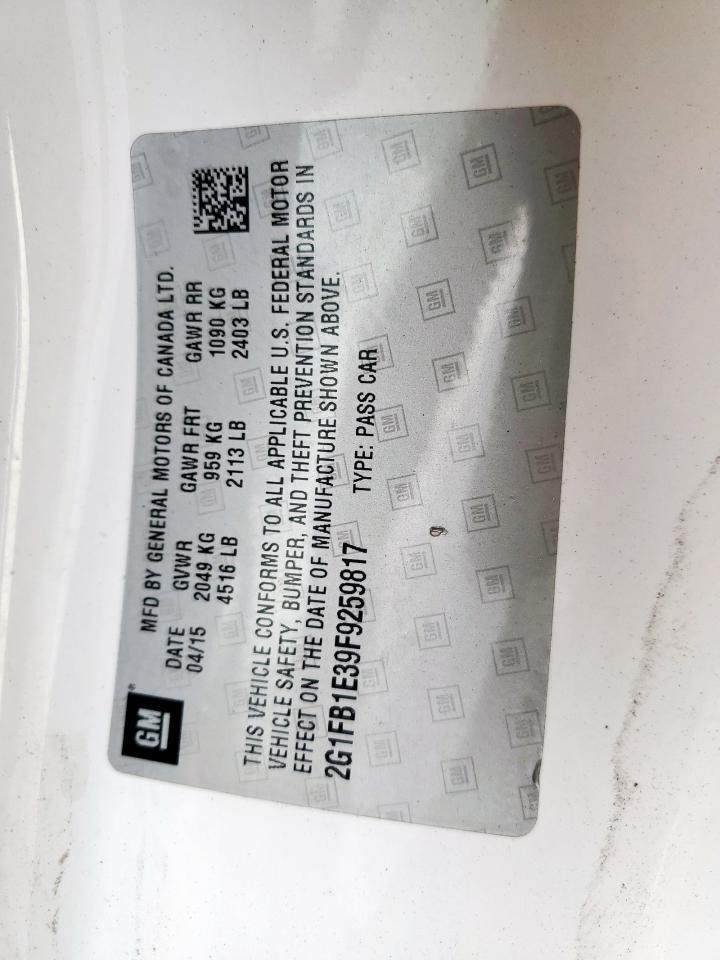 GM
MFD BY GENERAL MOTORS OF CANADA LTD.
DATE GVWR GAWR FRT GAWR RR
04/15 2049 KG 959 KG 1090 KG
4516 LB 2113 LB 2403 LB
THIS VEHICLE CONFORMS TO ALL APPLICABLE U.S. FEDERAL MOTOR
VEHICLE SAFETY, BUMPER, AND THEFT PREVENTION STANDARDS IN
EFFECT ON THE DATE OF MANUFACTURE SHOWN ABOVE.
2G1FB1E39F9259817 TYPE: PASS CAR